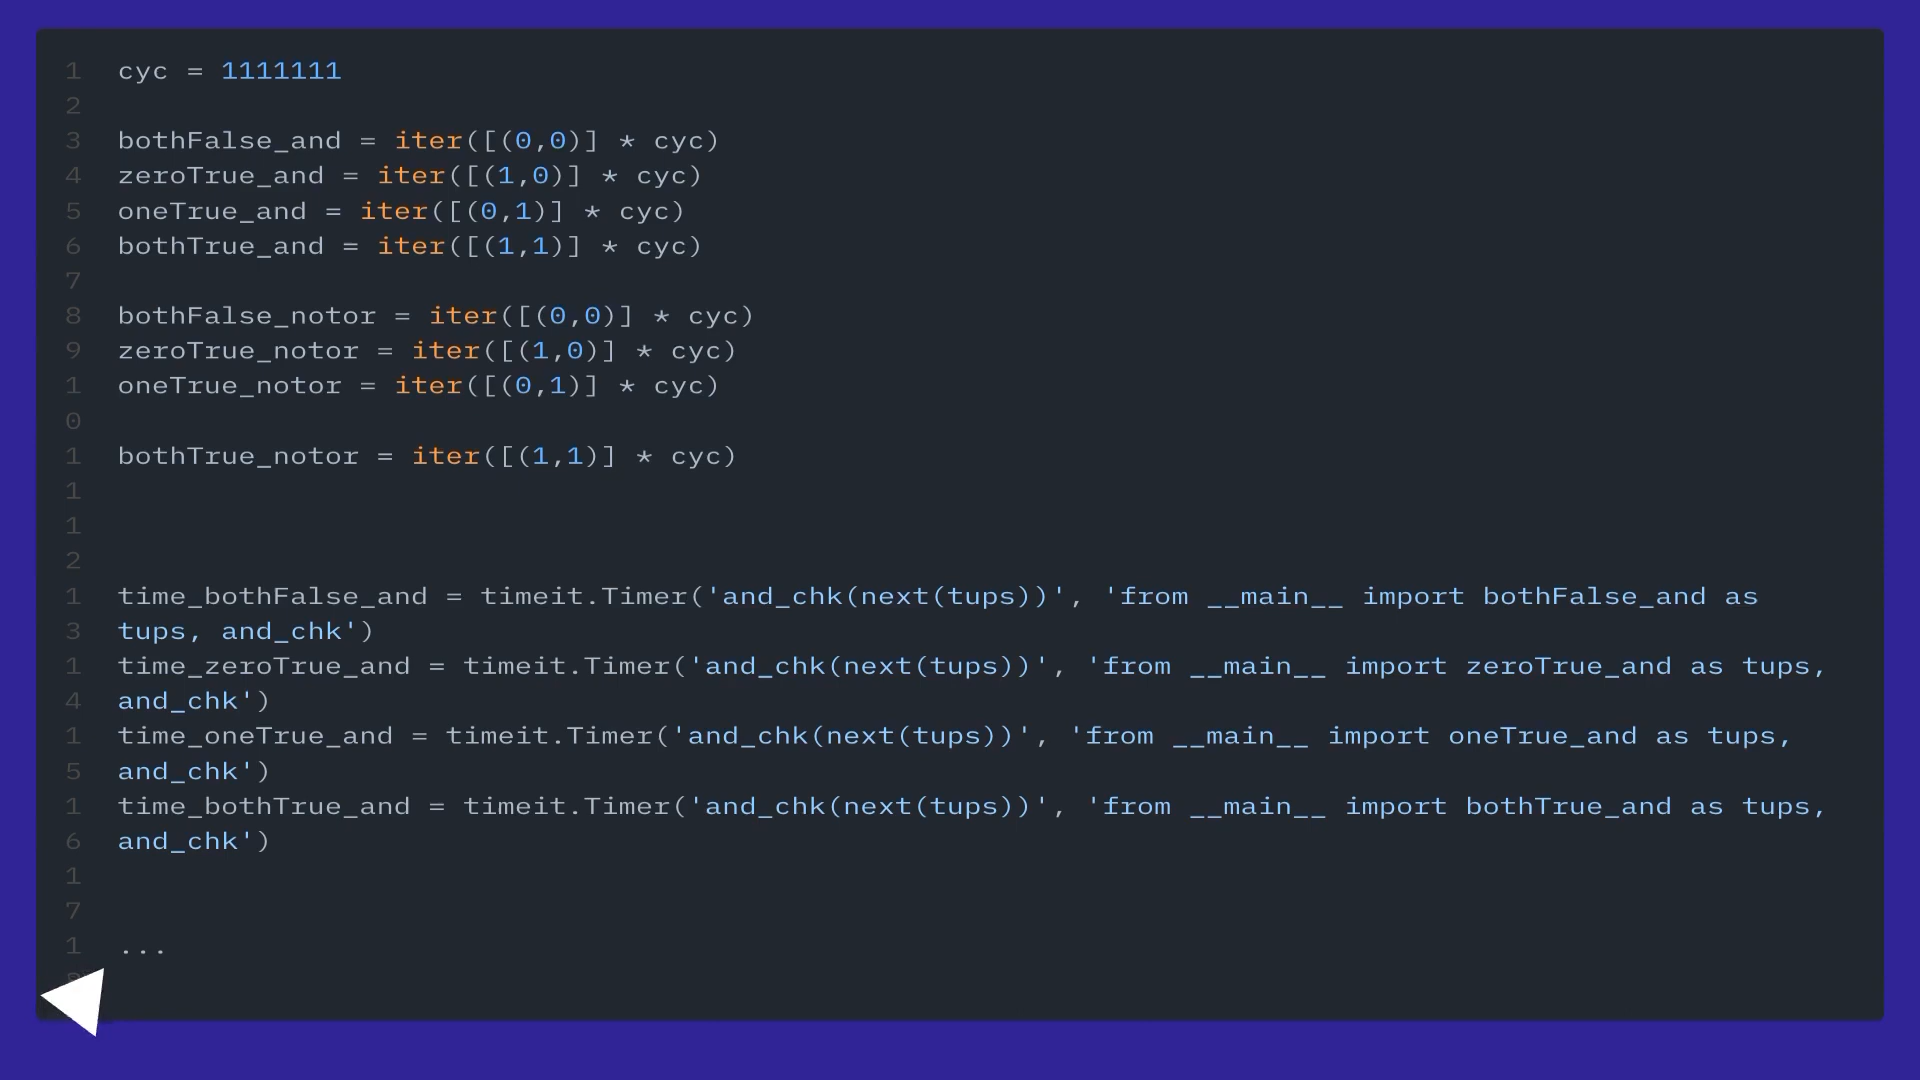 1 cyc = 1111111
2
3 bothFalse_and = iter([(0,0)] * cyc)
4 zeroTrue_and = iter([(1,0)] * cyc)
5 oneTrue_and = iter([(0,1)] * cyc)
6 bothTrue_and = iter([(1,1)] * cyc)
7
8 bothFalse_notor = iter([(0,0)] * cyc)
9 zeroTrue_notor = iter([(1,0)] * cyc)
1 oneTrue_notor = iter([(0,1)] * cyc)
0
1 bothTrue_notor = iter([(1,1)] * cyc)
1
1
2
1 time_bothFalse_and = timeit.Timer('and_chk(next(tups))', 'from __main__ import bothFalse_and as
3 tups, and_chk')
1 time_zeroTrue_and = timeit.Timer('and_chk(next(tups))', 'from __main__ import zeroTrue_and as tups,
4 and_chk')
1 time_oneTrue_and = timeit.Timer('and_chk(next(tups))', 'from __main__ import oneTrue_and as tups,
5 and_chk')
1 time_bothTrue_and = timeit.Timer('and_chk(next(tups))', 'from __main__ import bothTrue_and as tups,
6 and_chk')
1
7
1 ...